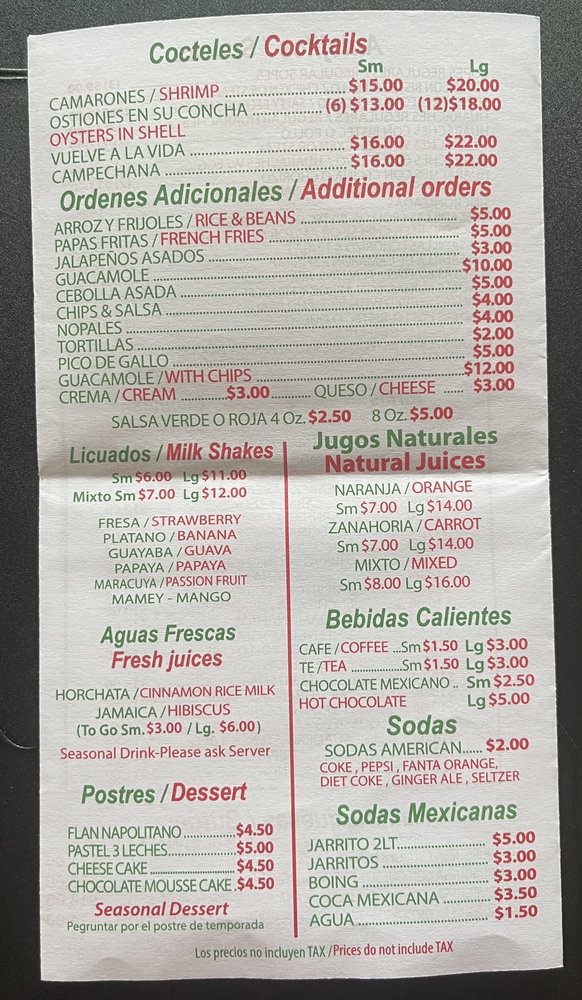 Cocteles / Cocktails
Sm Lg
CAMARONES / SHRIMP ........ $15.00 $20.00
OSTIONES EN SU CONCHA ........ (6) $13.00 (12)$18.00
OYSTERS IN SHELL
VUELVE A LA VIDA ........ $16.00 $22.00
CAMPECHANA ........ $16.00 $22.00
Ordenes Adicionales / Additional orders
ARROZ Y FRIJOLES / RICE & BEANS ........ $5.00
PAPAS FRITAS / FRENCH FRIES ........ $5.00
JALAPEÑOS ASADOS ........ $3.00
GUACAMOLE ........ $10.00
CEBOLLA ASADA ........ $5.00
CHIPS & SALSA ........ $4.00
NOPALES ........ $4.00
TORTILLAS ........ $2.00
PICO DE GALLO ........ $5.00
GUACAMOLE / WITH CHIPS ........ $12.00
CREMA / CREAM ........ $3.00 ........ QUESO / CHEESE ..... $3.00
SALSA VERDE O ROJA 4 Oz. $2.50 8 Oz. $5.00
Licuados / Milk Shakes
Sm $6.00 Lg $11.00
Mixto Sm $7.00 Lg $12.00
FRESA / STRAWBERRY
PLATANO / BANANA
GUAYABA / GUAVA
PAPAYA / PAPAYA
MARACUYA / PASSION FRUIT
MAMEY - MANGO
Aguas Frescas
Fresh juices
HORCHATA / CINNAMON RICE MILK
JAMAICA / HIBISCUS
(To Go Sm. $3.00 / Lg. $6.00)
Seasonal Drink-Please ask Server
Postres / Dessert
FLAN NAPOLITANO ........ $4.50
PASTEL 3 LECHES ........ $5.00
CHEESE CAKE ........ $4.50
CHOCOLATE MOUSSE CAKE . $4.50
Seasonal Dessert
Pegruntar por el postre de temporada
Jugos Naturales
Natural Juices
NARANJA / ORANGE
Sm $7.00 Lg $14.00
ZANAHORIA / CARROT
Sm $7.00 Lg $14.00
MIXTO / MIXED
Sm $8.00 Lg $16.00
Bebidas Calientes
CAFE / COFFEE ...Sm $1.50 Lg $3.00
TE / TEA ........ Sm $1.50 Lg $3.00
CHOCOLATE MEXICANO .. Sm $2.50
HOT CHOCOLATE Lg $5.00
Sodas
SODAS AMERICAN...... $2.00
COKE , PEPSI , FANTA ORANGE,
DIET COKE , GINGER ALE , SELTZER
Sodas Mexicanas
JARRITO 2LT ........ $5.00
JARRITOS ........ $3.00
BOING ........ $3.00
COCA MEXICANA ........ $3.50
AGUA ........ $1.50
Los precios no incluyen TAX / Prices do not include TAX